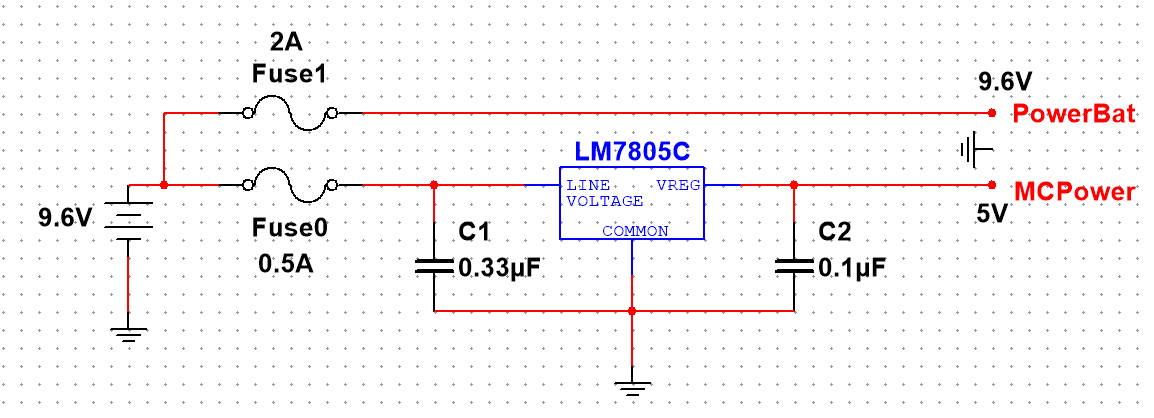 2A
Fuse1
9.6V
PowerBat
LM7805C
LINE VREG
VOLTAGE
COMMON
MCPower
5V
9.6V
Fuse0
0.5A
C1
0.33µF
C2
0.1µF